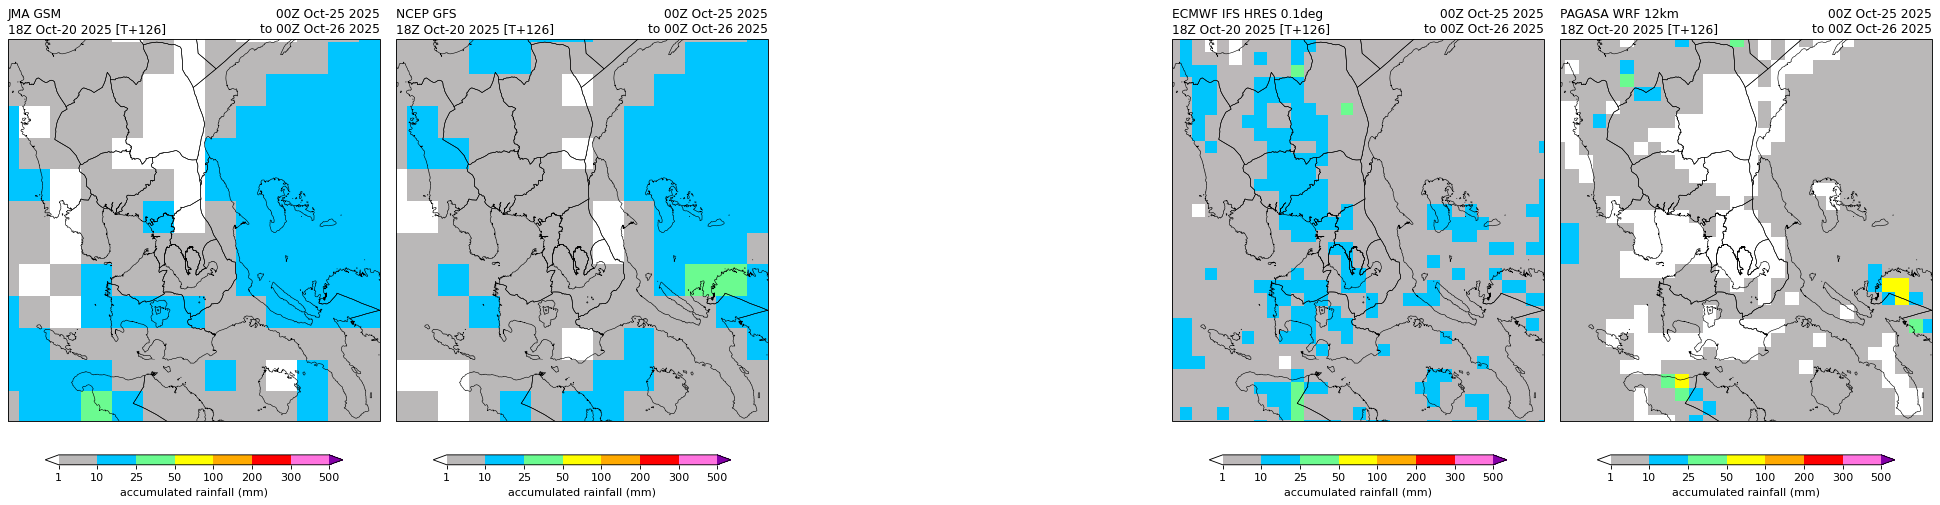 JMA GSM 00Z Oct-25 2025
18Z Oct-20 2025 [T+126] to 00Z Oct-26 2025
1 10 25 50 100 200 300 500
accumulated rainfall (mm)
NCEP GFS 00Z Oct-25 2025
18Z Oct-20 2025 [T+126] to 00Z Oct-26 2025
1 10 25 50 100 200 300 500
accumulated rainfall (mm)
ECMWF IFS HRES 0.1deg 00Z Oct-25 2025
18Z Oct-20 2025 [T+126] to 00Z Oct-26 2025
1 10 25 50 100 200 300 500
accumulated rainfall (mm)
PAGASA WRF 12km 00Z Oct-25 2025
18Z Oct-20 2025 [T+126] to 00Z Oct-26 2025
1 10 25 50 100 200 300 500
accumulated rainfall (mm)